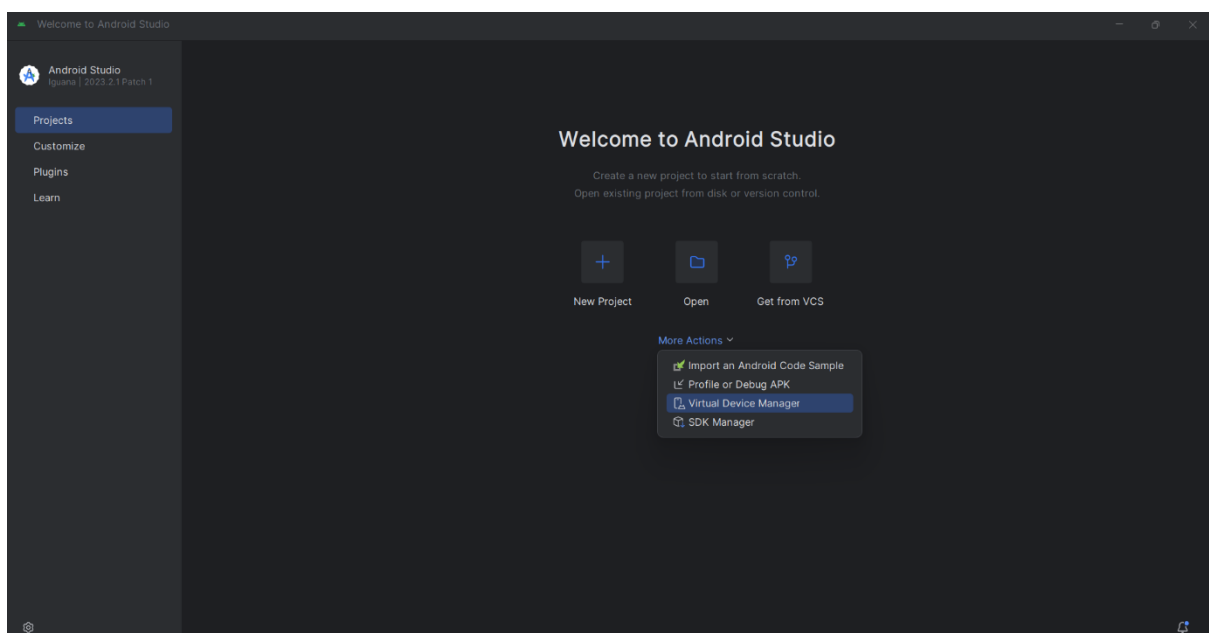 Welcome to Android Studio
Android Studio
Iguana | 2023.2.1 Patch 1
Projects
Customize
Plugins
Learn
Welcome to Android Studio
Create a new project to start from scratch.
Open existing project from disk or version control.
New Project
Open
Get from VCS
More Actions
Import an Android Code Sample
Profile or Debug APK
Virtual Device Manager
SDK Manager